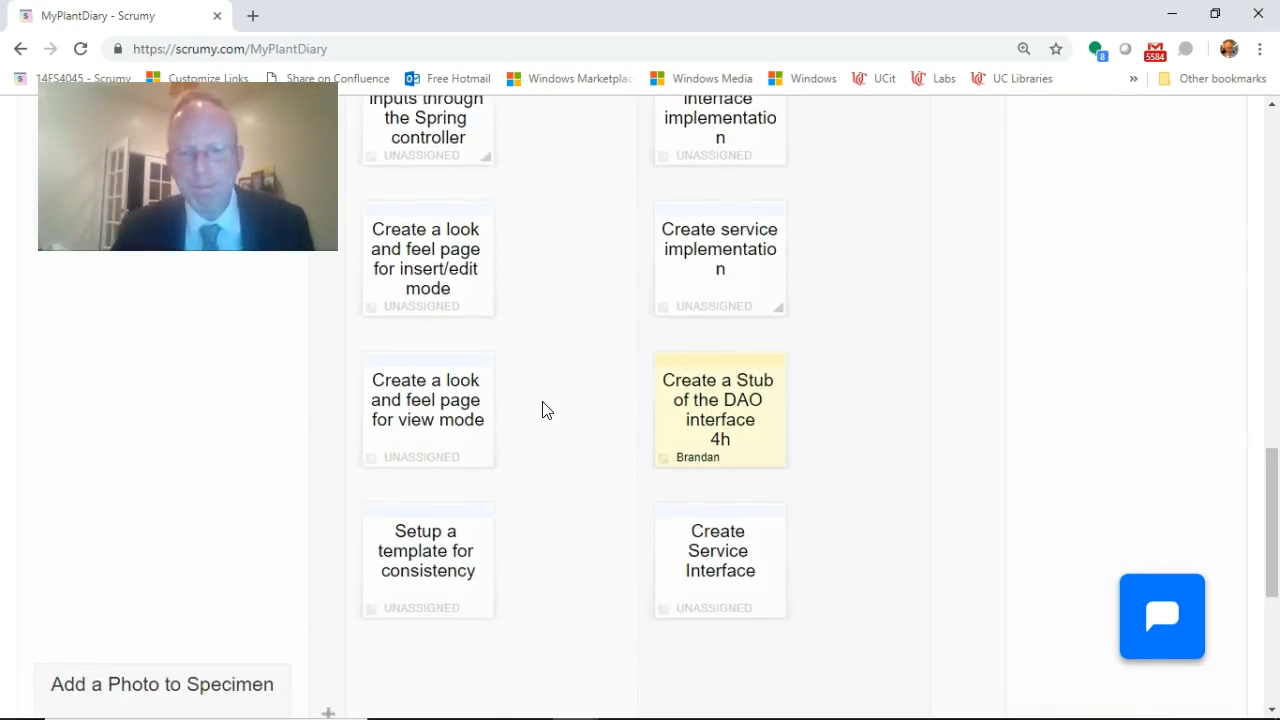 MyPlantDiary - Scrumy
https://scrumy.com/MyPlantDiary
8
5584
14FS4045 - Scrumy
Customize Links
Share on Confluence
Free Hotmail
Windows Marketplac
Windows Media
Windows
UCit
Labs
UC Libraries
»
Other bookmarks
inputs through
the Spring
controller
UNASSIGNED
interface
implementatio
n
UNASSIGNED
Create a look
and feel page
for insert/edit
mode
UNASSIGNED
Create service
implementatio
n
UNASSIGNED
Create a look
and feel page
for view mode
UNASSIGNED
Create a Stub
of the DAO
interface
4h
Brandan
Setup a
template for
consistency
UNASSIGNED
Create
Service
Interface
UNASSIGNED
Add a Photo to Specimen
+